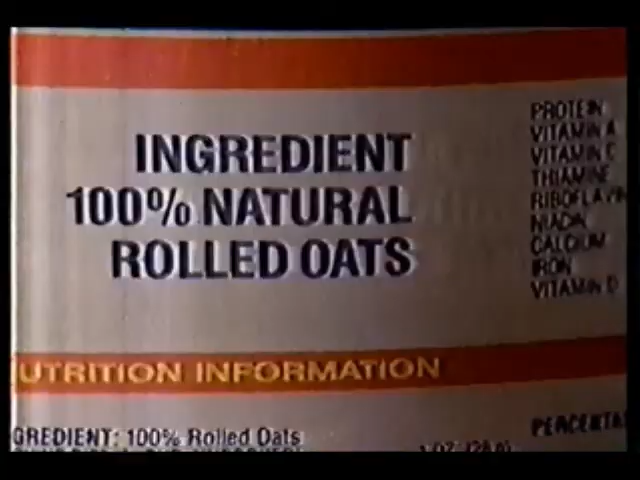 INGREDIENT
100% NATURAL
ROLLED OATS
PROTEIN
VITAMIN A
VITAMIN C
THIAMINE
RIBOFLAVIN
NIACIN
CALCIUM
IRON
VITAMIN D
UTRITION INFORMATION
GREDIENT: 100% Rolled Oats
PERCENTA